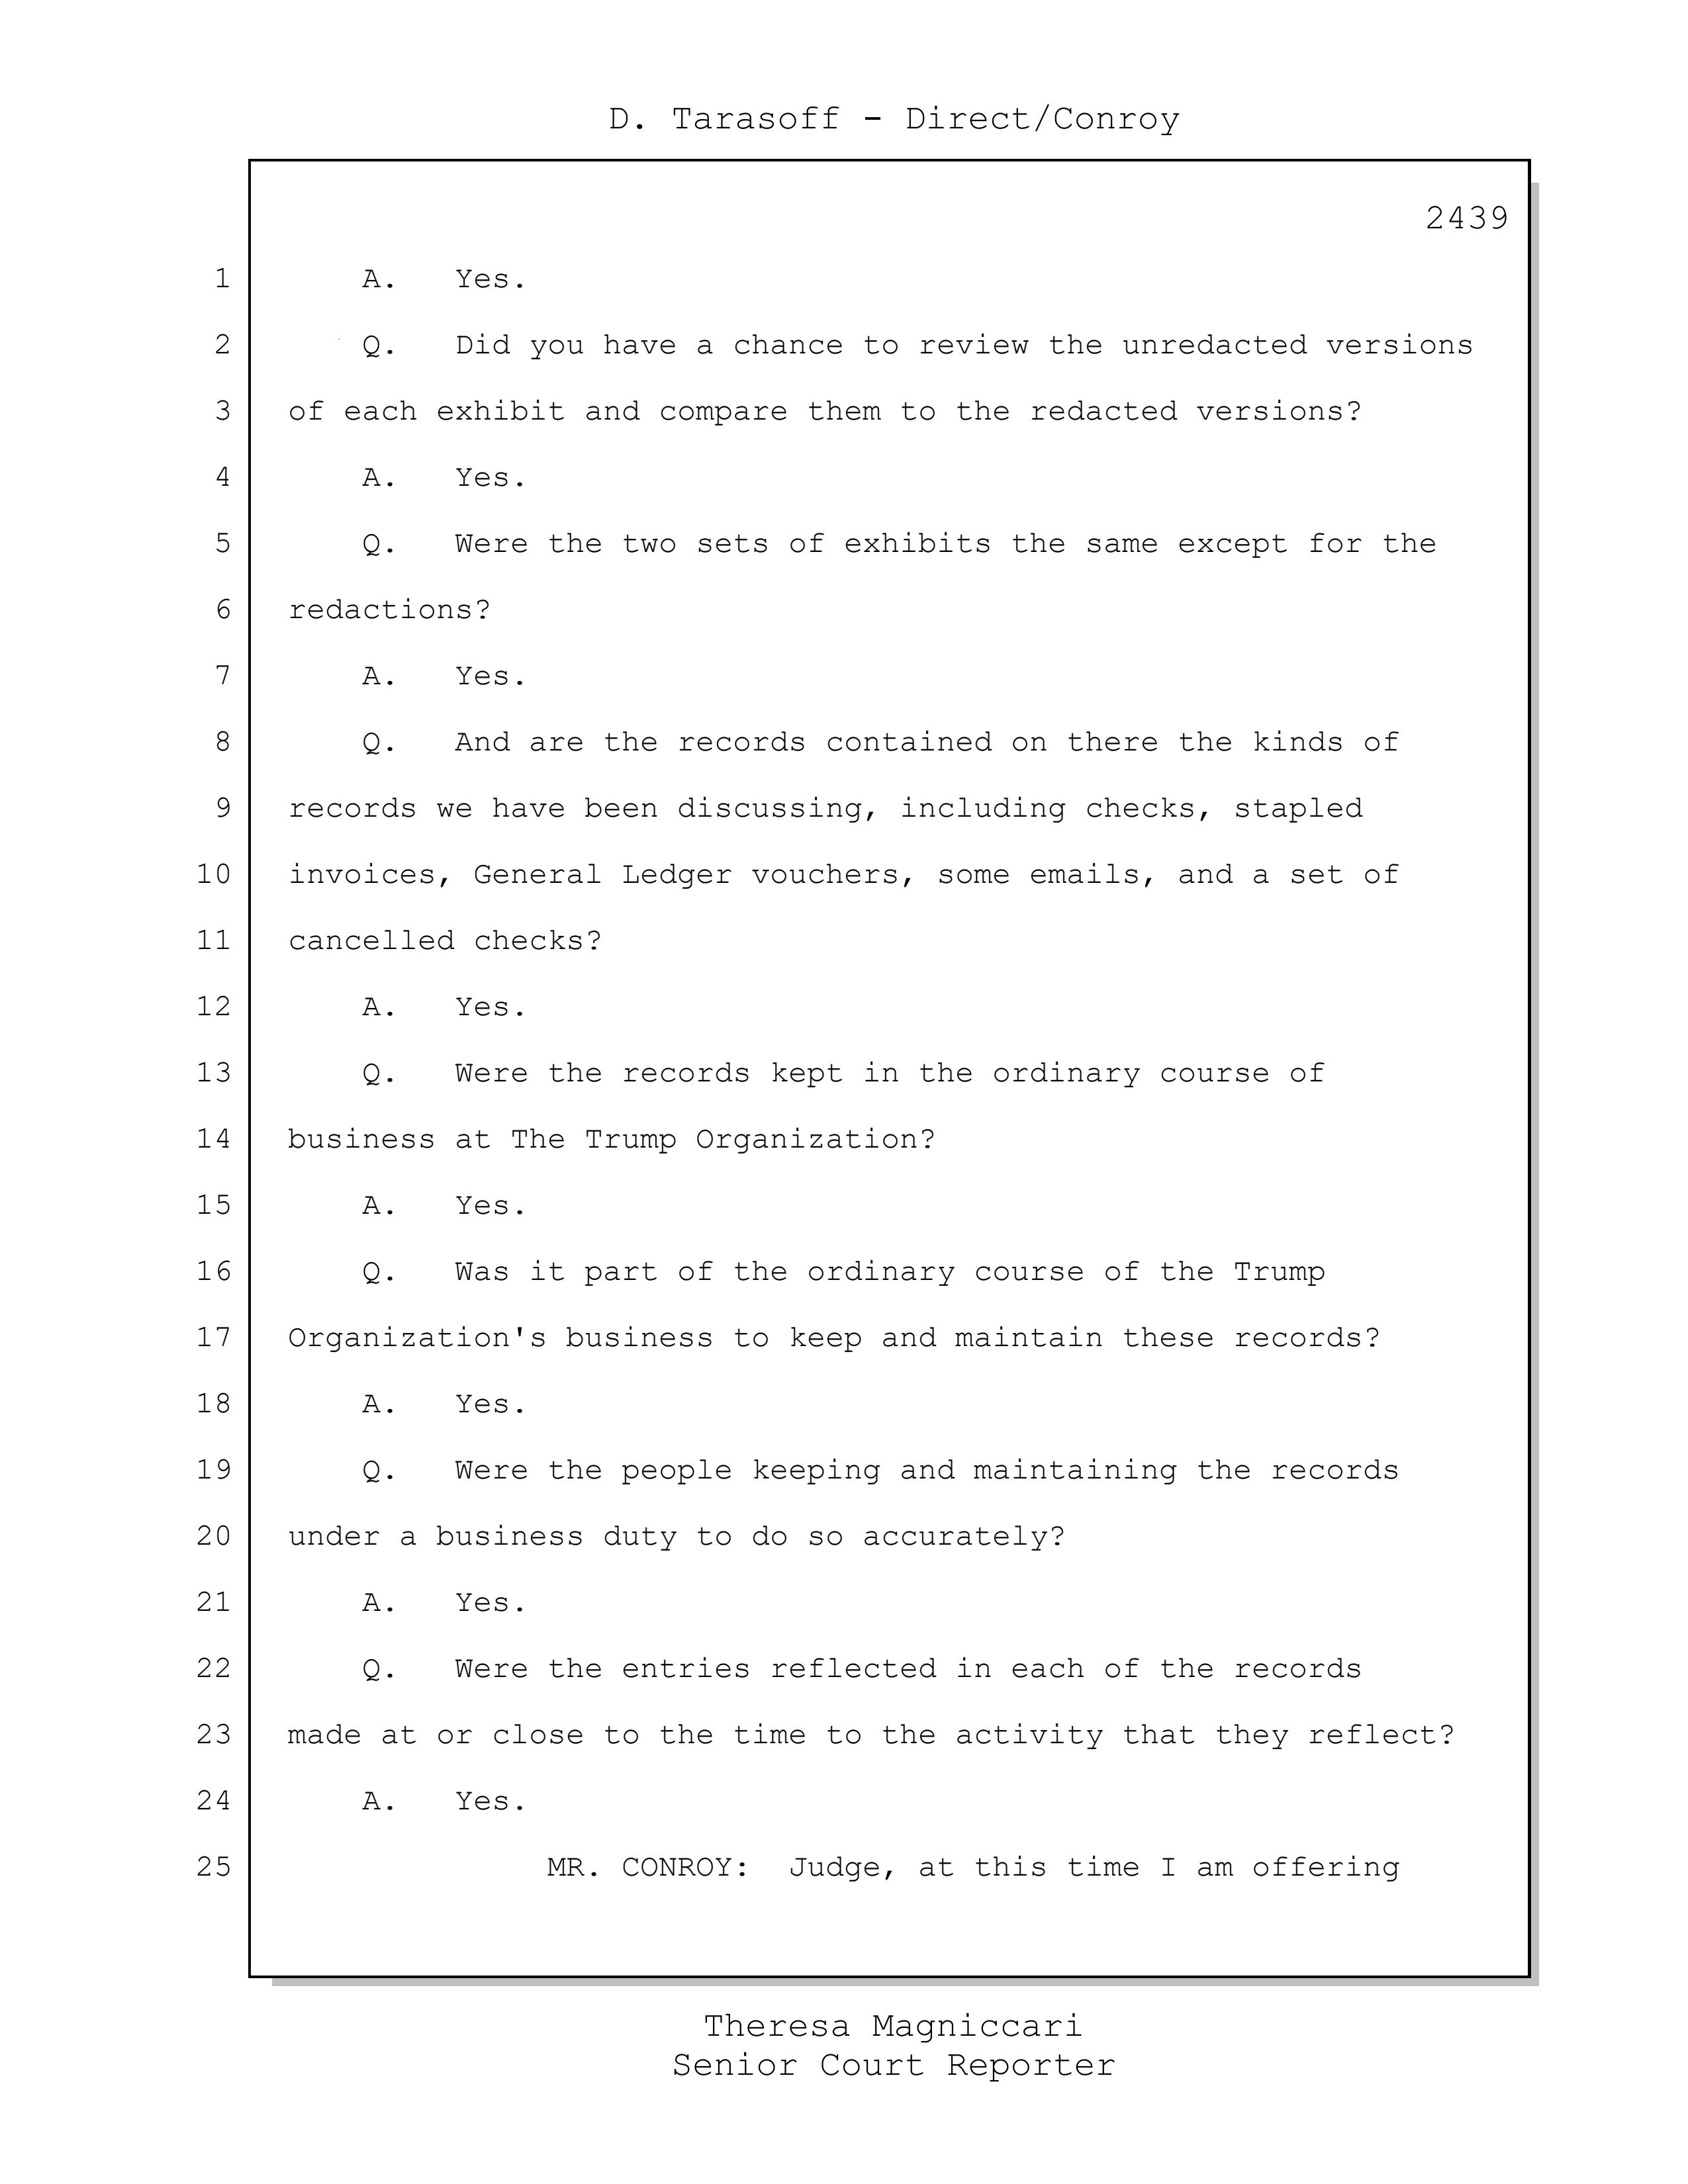 D. Tarasoff - Direct/Conroy
2439
1 A. Yes.
2 Q. Did you have a chance to review the unredacted versions
3 of each exhibit and compare them to the redacted versions?
4 A. Yes.
5 Q. Were the two sets of exhibits the same except for the
6 redactions?
7 A. Yes.
8 Q. And are the records contained on there the kinds of
9 records we have been discussing, including checks, stapled
10 invoices, General Ledger vouchers, some emails, and a set of
11 cancelled checks?
12 A. Yes.
13 Q. Were the records kept in the ordinary course of
14 business at The Trump Organization?
15 A. Yes.
16 Q. Was it part of the ordinary course of the Trump
17 Organization's business to keep and maintain these records?
18 A. Yes.
19 Q. Were the people keeping and maintaining the records
20 under a business duty to do so accurately?
21 A. Yes.
22 Q. Were the entries reflected in each of the records
23 made at or close to the time to the activity that they reflect?
24 A. Yes.
25 MR. CONROY: Judge, at this time I am offering
Theresa Magniccari
Senior Court Reporter